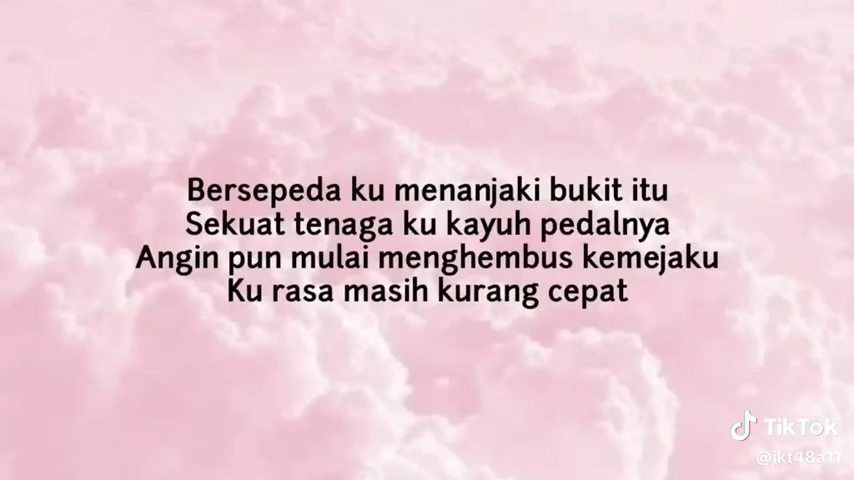 Bersepeda ku menanjaki bukit itu
Sekuat tenaga ku kayuh pedalnya
Angin pun mulai menghembus kemejaku
Ku rasa masih kurang cepat
TikTok
@jkt48a11